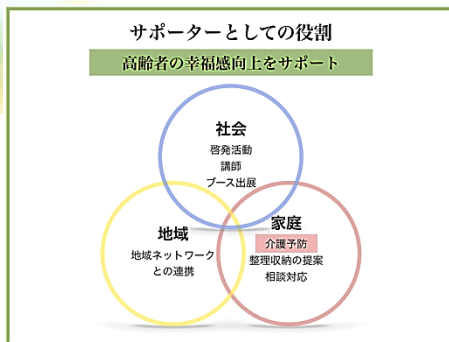 サポーターとしての役割
高齢者の幸福感向上をサポート
社会
啓発活動
講師
ブース出展
地域
地域ネットワーク
との連携
家庭
介護予防
整理収納の提案
相談対応